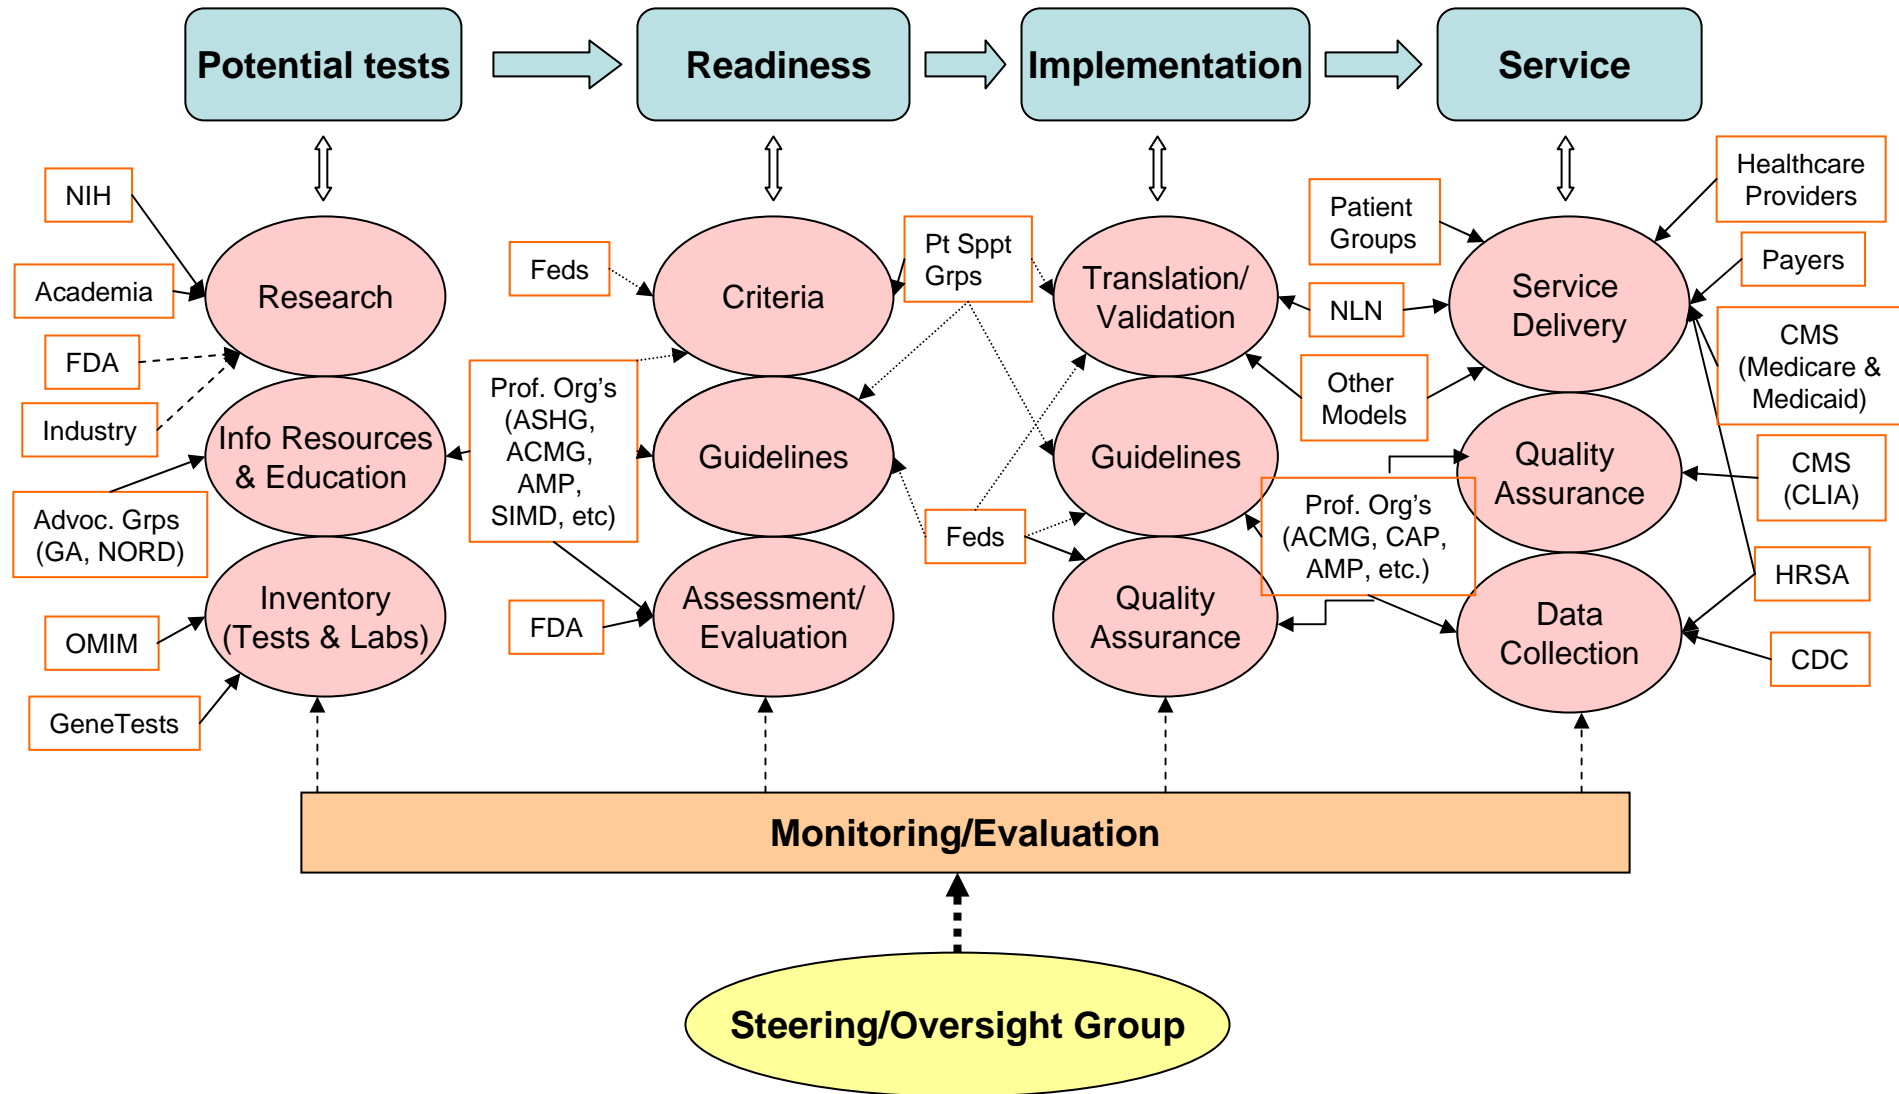 Potential tests
Readiness
Implementation
Service
NIH
Academia
FDA
Industry
Advoc. Grps
(GA, NORD)
OMIM
GeneTests
Research
Info Resources
& Education
Inventory
(Tests & Labs)
Feds
Prof. Org's
(ASHG,
ACMG,
AMP,
SIMD, etc)
FDA
Criteria
Guidelines
Assessment/
Evaluation
Pt Sppt
Grps
Feds
Translation/
Validation
Guidelines
Quality
Assurance
Patient
Groups
NLN
Other
Models
Prof. Org's
(ACMG, CAP,
AMP, etc.)
Service
Delivery
Quality
Assurance
Data
Collection
Healthcare
Providers
Payers
CMS
(Medicare &
Medicaid)
CMS
(CLIA)
HRSA
CDC
Monitoring/Evaluation
Steering/Oversight Group